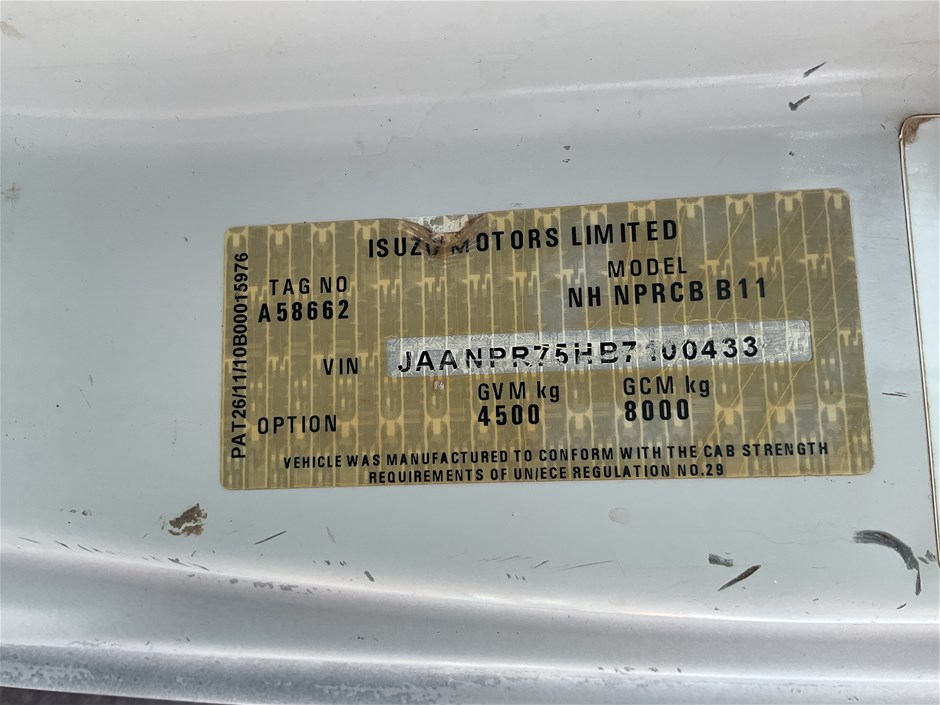 ISUZU MOTORS LIMITED
TAG NO
A58662
MODEL
NH NPRCB B11
VIN
JAANPR75HB7100433
GVM kg
4500
GCM kg
8000
OPTION
VEHICLE WAS MANUFACTURED TO CONFORM WITH THE CAB STRENGTH
REQUIREMENTS OF UN/ECE REGULATION NO.29
PAT26/11/10B00015976